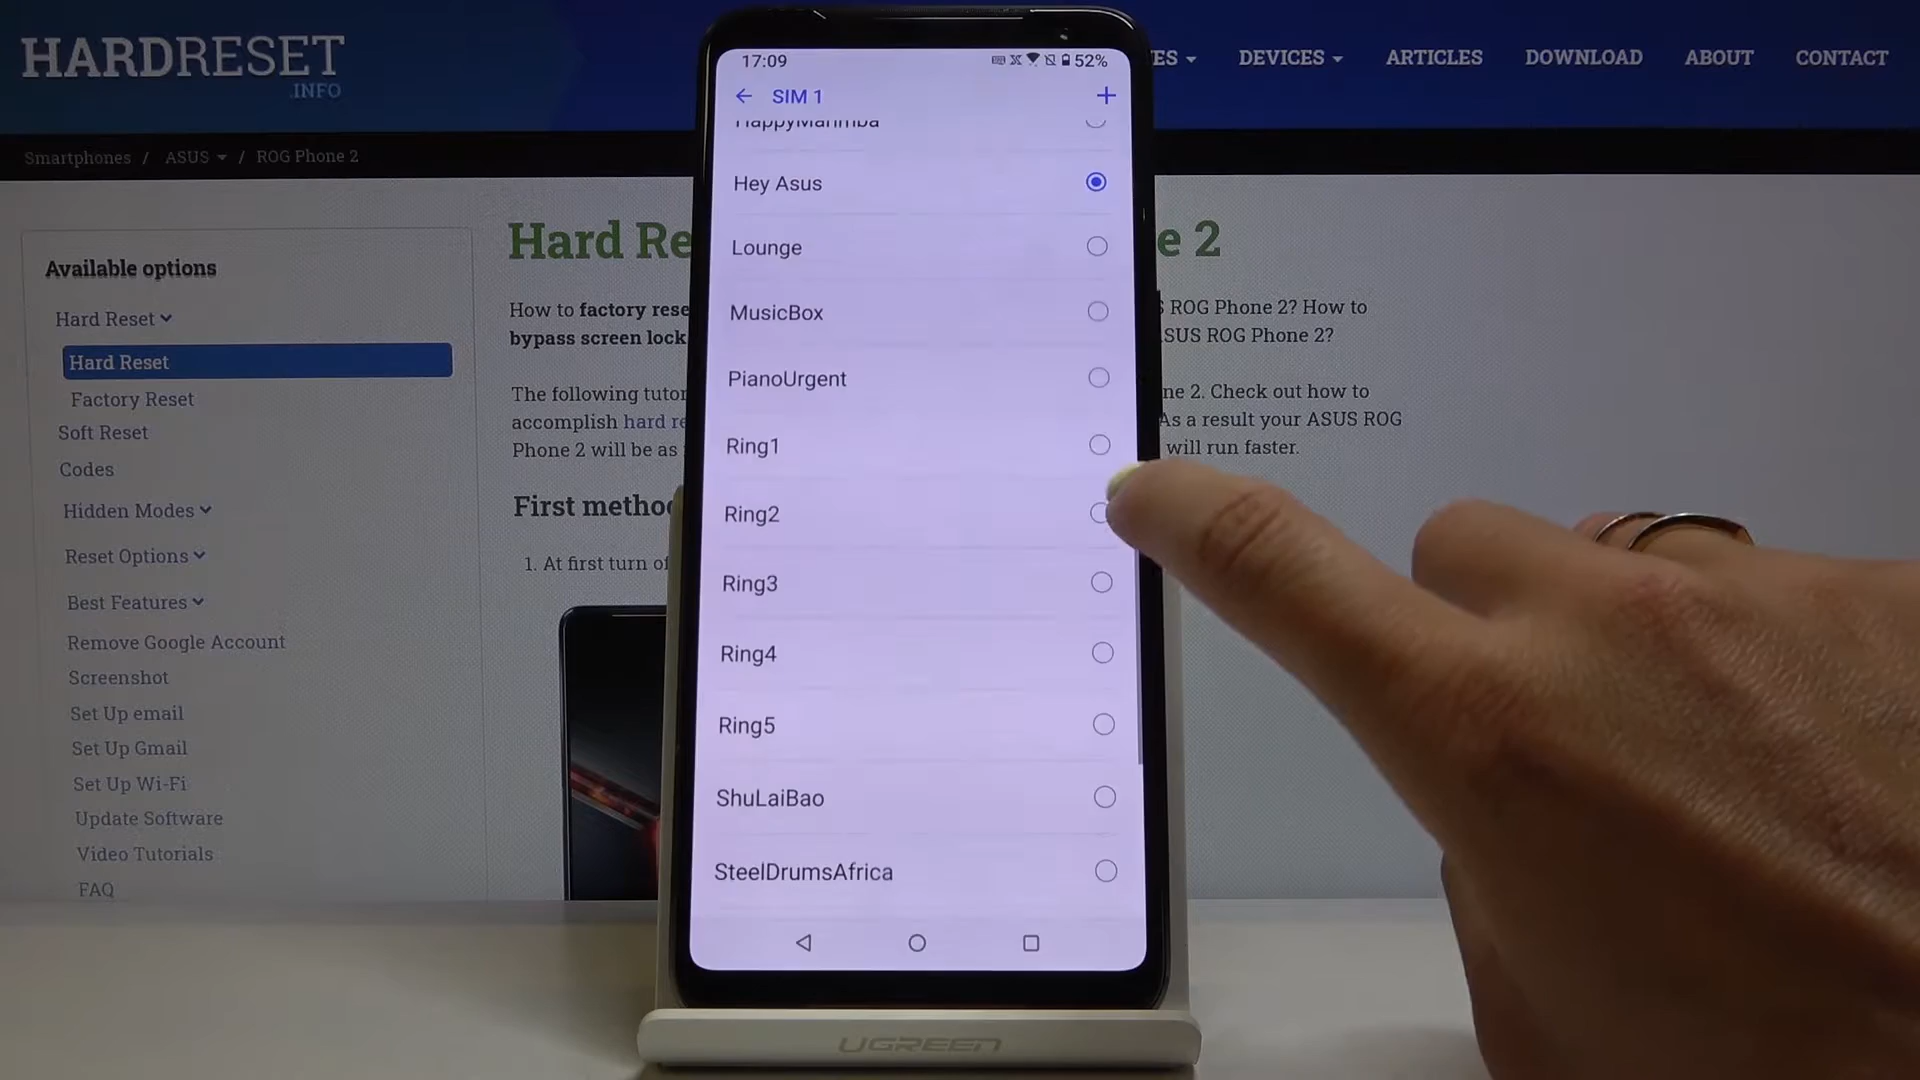 HARDRESET
.INFO
ES
DEVICES
ARTICLES
DOWNLOAD
ABOUT
CONTACT
Smartphones / ASUS / ROG Phone 2
Available options
Hard Reset
Hard Reset
Factory Reset
Soft Reset
Codes
Hidden Modes
Reset Options
Best Features
Remove Google Account
Screenshot
Set Up email
Set Up Gmail
Set Up Wi-Fi
Update Software
Video Tutorials
FAQ
Hard Re
e 2
How to factory rese
ROG Phone 2? How to
bypass screen lock
SUS ROG Phone 2?
The following tutor
ne 2. Check out how to
accomplish hard re
As a result your ASUS ROG
Phone 2 will be as
will run faster.
First metho
1. At first turn of
17:09
52%
SIM 1
HappyMarimba
Hey Asus
Lounge
MusicBox
PianoUrgent
Ring1
Ring2
Ring3
Ring4
Ring5
ShuLaiBao
SteelDrumsAfrica
UGREEN